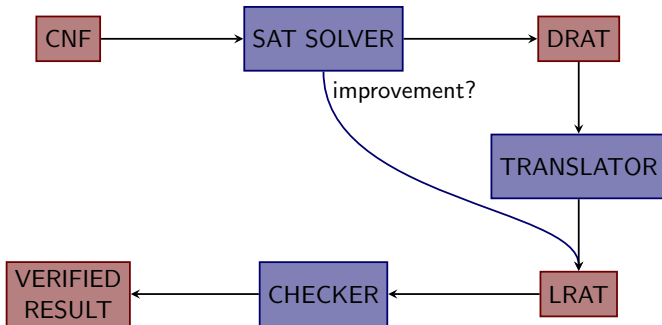 CNF
SAT SOLVER
DRAT
improvement?
TRANSLATOR
VERIFIED
RESULT
CHECKER
LRAT